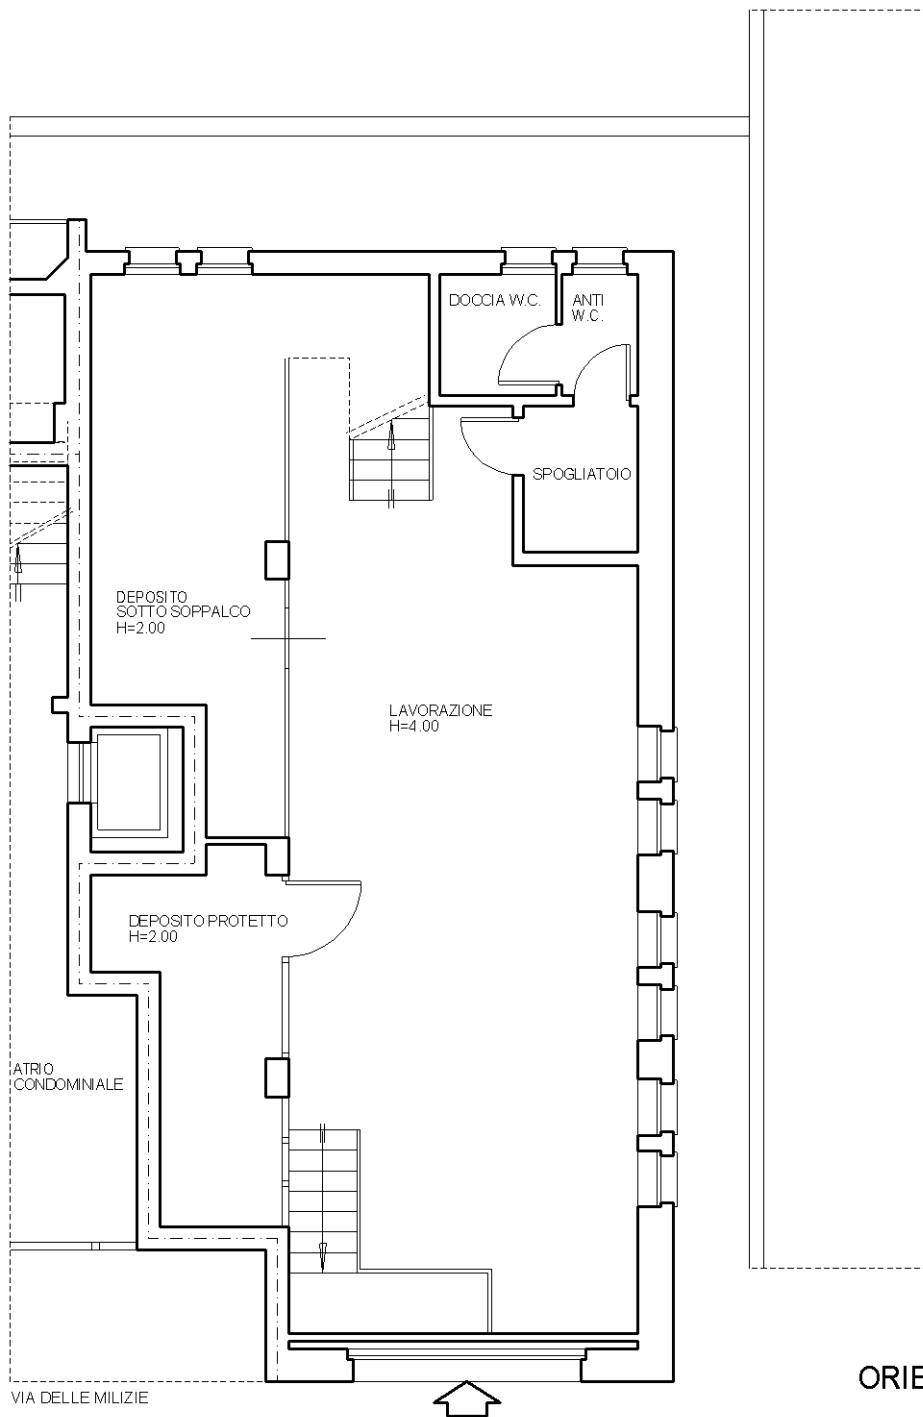 DOCCIA W.C.
ANTI
W.C.
SPOGLIATOIO
DEPOSITO
SOTTO SOPPALCO
H=2.00
LAVORAZIONE
H=4.00
DEPOSITO PROTETTO
H=2.00
ATRIO
CONDOMINIALE
VIA DELLE MILIZIE
ORIE